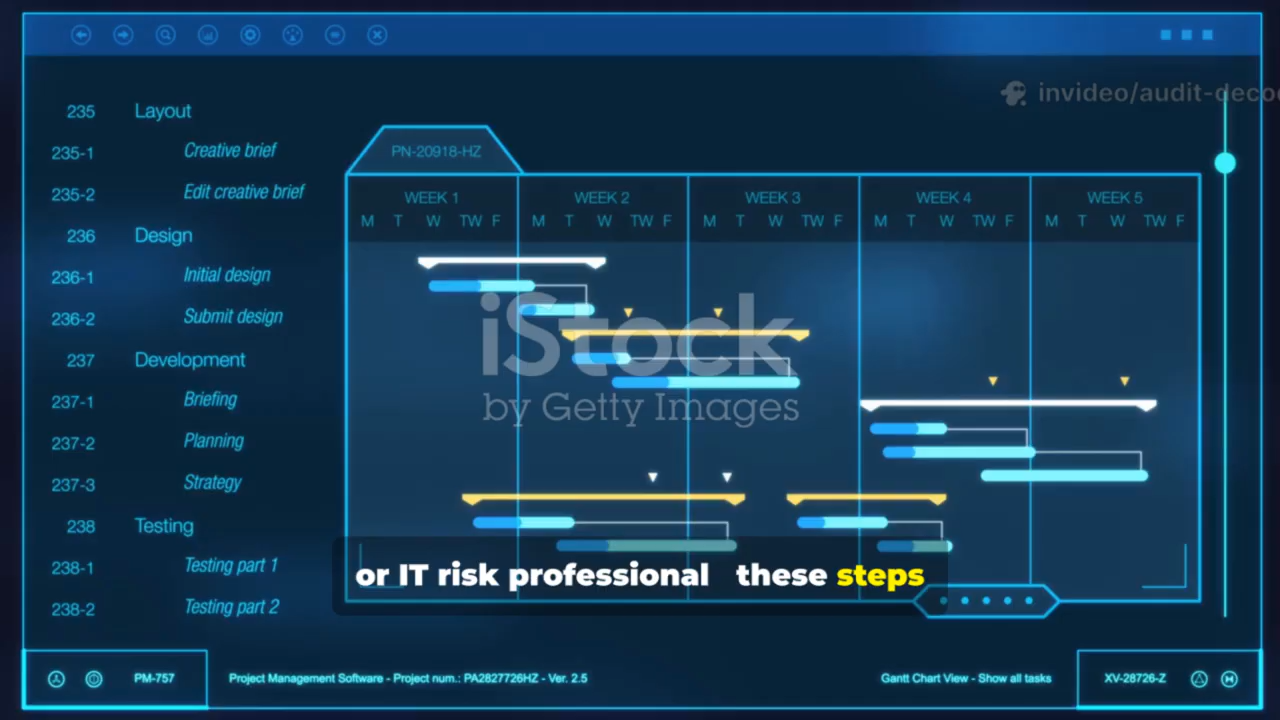 invideo/audit-deco
235 Layout
235-1 Creative brief
235-2 Edit creative brief
236 Design
236-1 Initial design
236-2 Submit design
237 Development
237-1 Briefing
237-2 Planning
237-3 Strategy
238 Testing
238-1 Testing part 1
238-2 Testing part 2
PN-20918-HZ
WEEK 1 WEEK 2 WEEK 3 WEEK 4 WEEK 5
M T W TW F M T W TW F M T W TW F M T W TW F M T W TW F
iStock
by Getty Images
or IT risk professional these steps
PM-757
Project Management Software - Project num.: PA2827726HZ - Ver. 2.5
Gantt Chart View - Show all tasks
XV-28726-Z